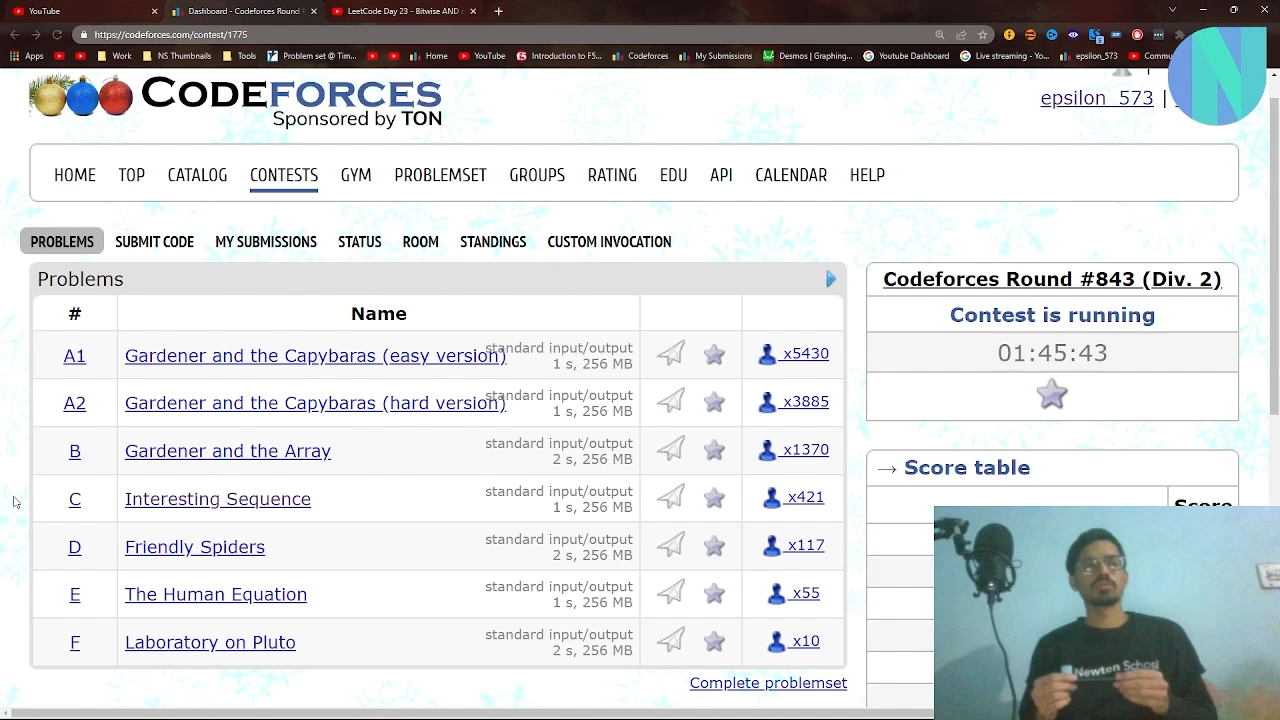 YouTube
Dashboard - Codeforces Round
LeetCode Day 23 - Bitwise AND
https://codeforces.com/contest/1775
Apps
Work
NS Thumbnails
Tools
Problem set @ Tim...
Home
YouTube
Introduction to F5...
Codeforces
My Submissions
Desmos | Graphing...
Youtube Dashboard
Live streaming - Yo...
epsilon_573
Commu
CODEFORCES
Sponsored by TON
epsilon_573 |
N
HOME TOP CATALOG CONTESTS GYM PROBLEMSET GROUPS RATING EDU API CALENDAR HELP
PROBLEMS SUBMIT CODE MY SUBMISSIONS STATUS ROOM STANDINGS CUSTOM INVOCATION
Problems
# Name
A1 Gardener and the Capybaras (easy version) standard input/output
1 s, 256 MB x5430
A2 Gardener and the Capybaras (hard version) standard input/output
1 s, 256 MB x3885
B Gardener and the Array standard input/output
2 s, 256 MB x1370
C Interesting Sequence standard input/output
1 s, 256 MB x421
D Friendly Spiders standard input/output
2 s, 256 MB x117
E The Human Equation standard input/output
1 s, 256 MB x55
F Laboratory on Pluto standard input/output
2 s, 256 MB x10
Complete problemset
Codeforces Round #843 (Div. 2)
Contest is running
01:45:43
→ Score table
Score
Newton School